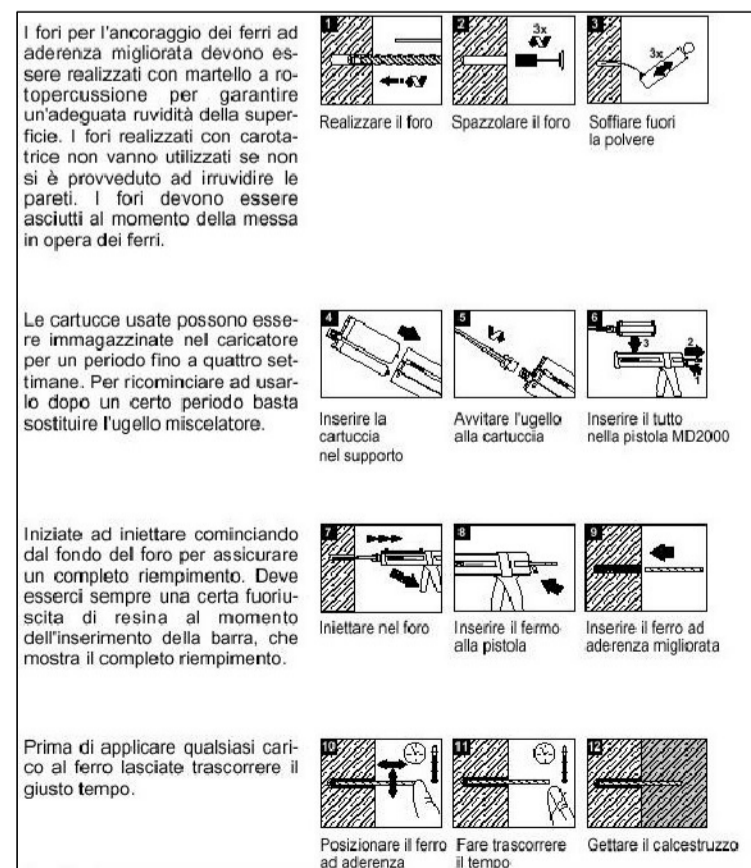 I fori per l'ancoraggio dei ferri ad
aderenza migliorata devono es-
sere realizzati con martello a ro-
topercussione per garantire
un'adeguata ruvidità della super-
ficie. I fori realizzati con carota-
trice non vanno utilizzati se non
si è provveduto ad irruvidire le
pareti. I fori devono essere
asciutti al momento della messa
in opera dei ferri.
1
Realizzare il foro
2
3x
Spazzolare il foro
3
3x
Soffiare fuori
la polvere
Le cartucce usate possono esse-
re immagazzinate nel caricatore
per un periodo fino a quattro set-
timane. Per ricominciare ad usar-
lo dopo un certo periodo basta
sostituire l'ugello miscelatore.
4
Inserire la
cartuccia
nel supporto
5
Avvitare l'ugello
alla cartuccia
6
3
2
1
Inserire il tutto
nella pistola MD2000
Iniziate ad iniettare cominciando
dal fondo del foro per assicurare
un completo riempimento. Deve
esserci sempre una certa fuoriu-
scita di resina al momento
dell"inserimento della barra, che
mostra il completo riempimento.
7
Iniettare nel foro
8
Inserire il fermo
alla pistola
9
Inserire il ferro ad
aderenza migliorata
Prima di applicare qualsiasi cari-
co al ferro lasciate trascorrere il
giusto tempo.
10
Posizionare il ferro
ad aderenza
11
Fare trascorrere
il tempo
12
Gettare il calcestruzzo